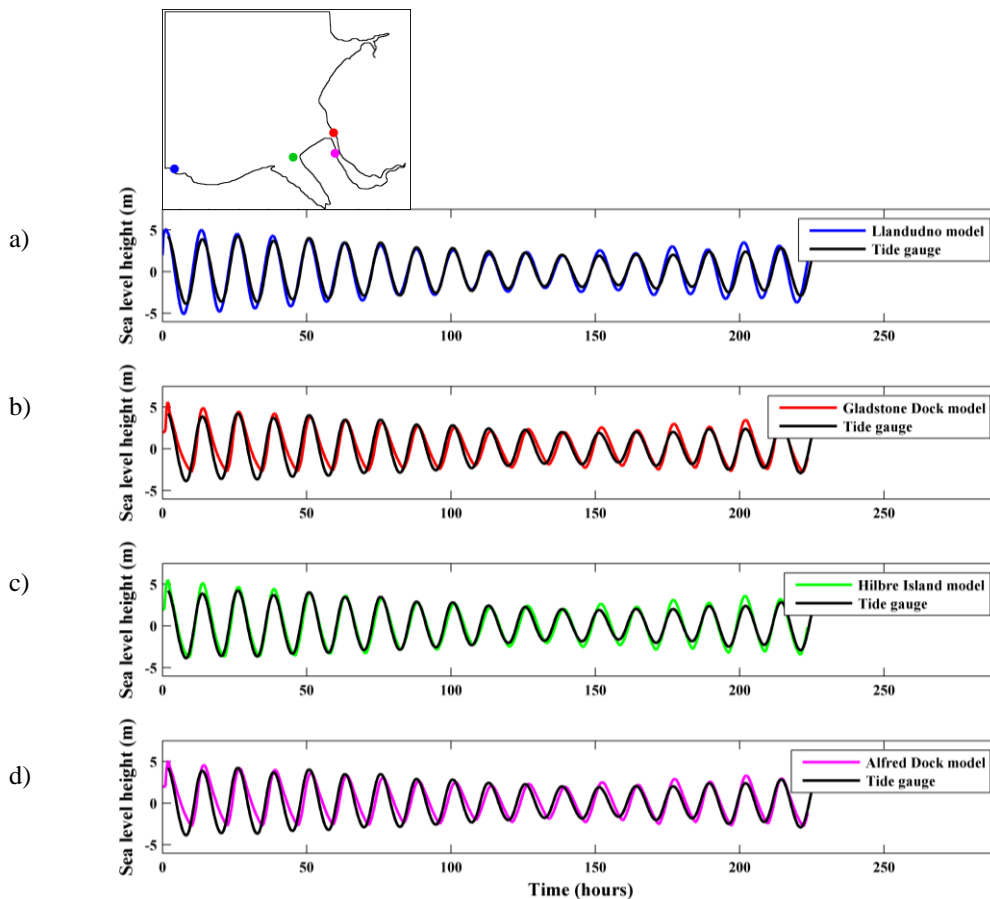 a)
Sea level height (m)
5
0
-5
Llandudno model
Tide gauge
0 50 100 150 200 250
b)
Sea level height (m)
5
0
-5
Gladstone Dock model
Tide gauge
0 50 100 150 200 250
c)
Sea level height (m)
5
0
-5
Hilbre Island model
Tide gauge
0 50 100 150 200 250
d)
Sea level height (m)
5
0
-5
Alfred Dock model
Tide gauge
0 50 100 150 200 250
Time (hours)